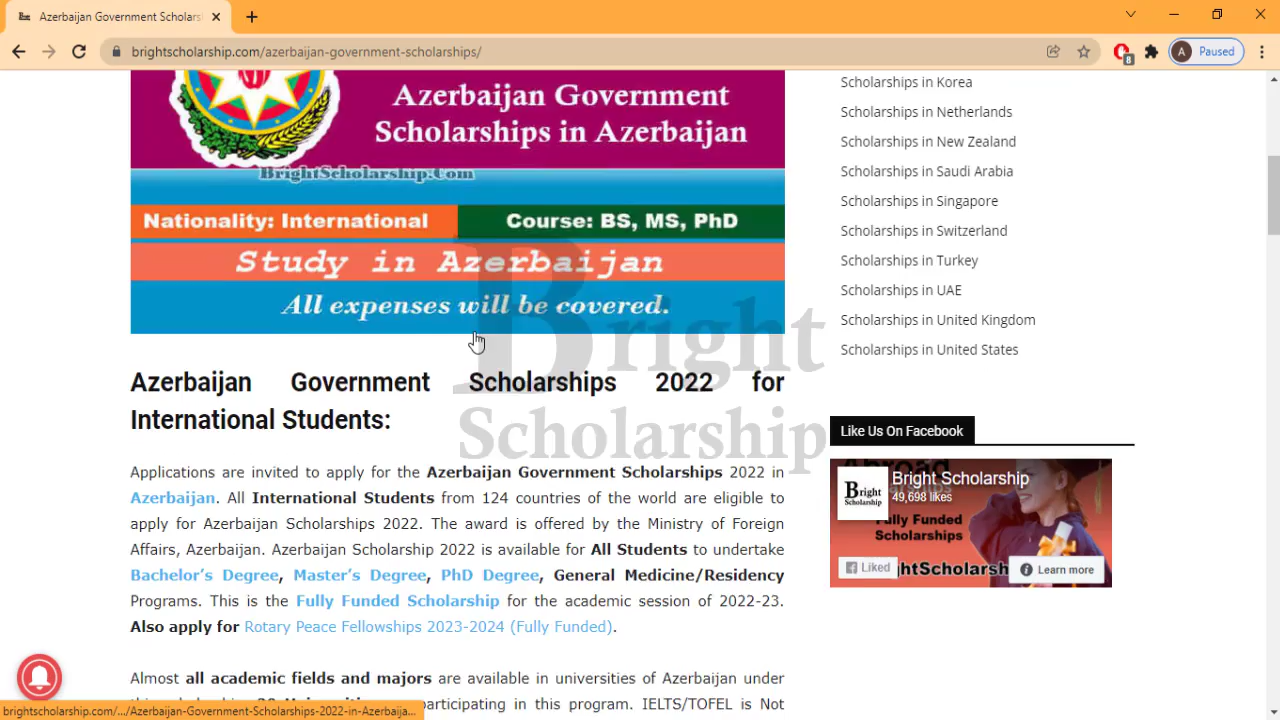 Azerbaijan Government Scholars
brightscholarship.com/azerbaijan-government-scholarships/
8
A
Paused
Azerbaijan Government
Scholarships in Azerbaijan
BrightScholarship.Com
Nationality: International
Course: BS, MS, PhD
Study in Azerbaijan
All expenses will be covered.
Azerbaijan Government Scholarships 2022 for
International Students:
Applications are invited to apply for the Azerbaijan Government Scholarships 2022 in
Azerbaijan. All International Students from 124 countries of the world are eligible to
apply for Azerbaijan Scholarships 2022. The award is offered by the Ministry of Foreign
Affairs, Azerbaijan. Azerbaijan Scholarship 2022 is available for All Students to undertake
Bachelor's Degree, Master's Degree, PhD Degree, General Medicine/Residency
Programs. This is the Fully Funded Scholarship for the academic session of 2022-23.
Also apply for Rotary Peace Fellowships 2023-2024 (Fully Funded).
Almost all academic fields and majors are available in universities of Azerbaijan under
participating in this program. IELTS/TOFEL is Not
Scholarships in Korea
Scholarships in Netherlands
Scholarships in New Zealand
Scholarships in Saudi Arabia
Scholarships in Singapore
Scholarships in Switzerland
Scholarships in Turkey
Scholarships in UAE
Scholarships in United Kingdom
Scholarships in United States
Like Us On Facebook
Bright
Scholarship
Bright Scholarship
49,698 likes
Fully Funded
Scholarships
Liked
Learn more
Bright
Scholarship
brightscholarship.com/.../Azerbaijan-Government-Scholarships-2022-in-Azerbaija...